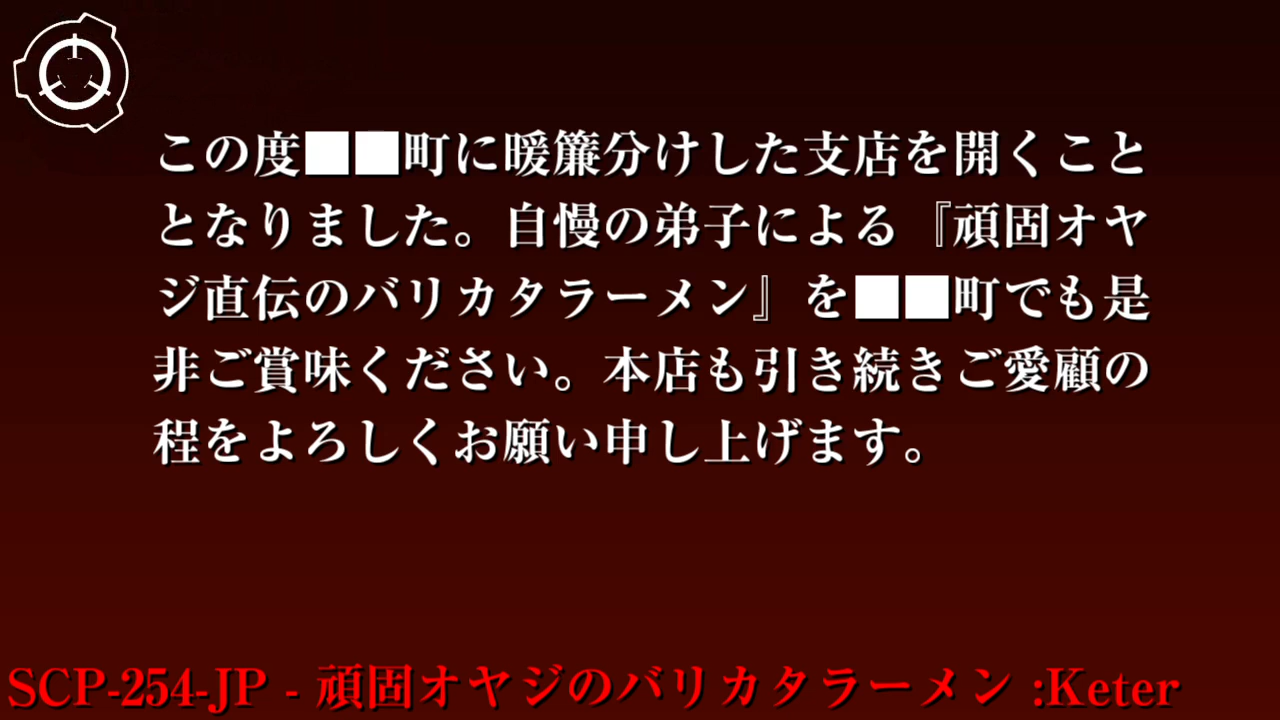 この度██町に暖簾分けした支店を開くこと
となりました。自慢の弟子による『頑固オヤ
ジ直伝のバリカタラーメン』を██町でも是
非ご賞味ください。本店も引き続きご愛顧の
程をよろしくお願い申し上げます。
SCP-254-JP - 頑固オヤジのバリカタラーメン :Keter